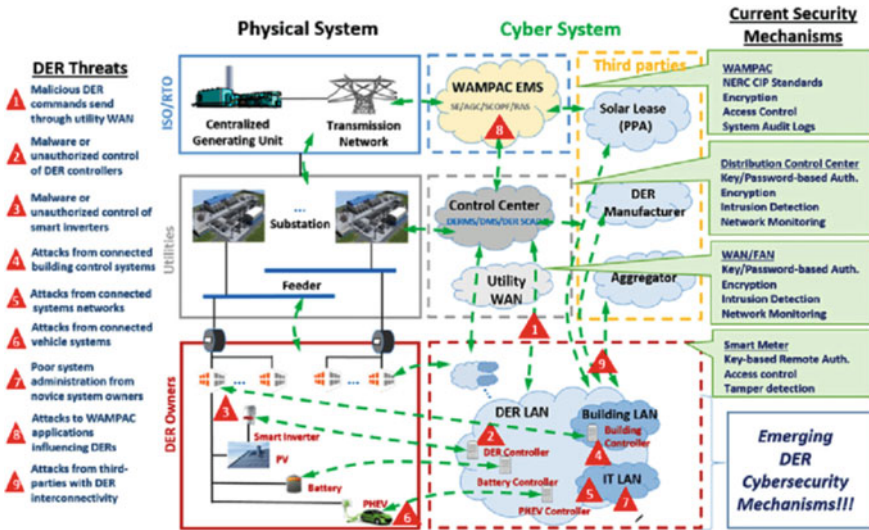 Physical System
Cyber System
Current Security
Mechanisms
DER Threats
1
Malicious DER
commands send
through utility WAN
2
Malware or
unauthorized control
of DER controllers
3
Malware or
unauthorized control of
smart inverters
4
Attacks from connected
building control systems
5
Attacks from connected
systems networks
6
Attacks from connected
vehicle systems
7
Poor system
administration from
novice system owners
8
Attacks to WAMPAC
applications
influencing DERs
9
Attacks from third-
parties with DER
interconnectivity
ISO/RTO
Centralized
Generating Unit
Transmission
Network
Utilities
...
Substation
Feeder
DER Owners
...
...
3
Smart Inverter
PV
Battery
PHEV
6
WAMPAC EMS
SE/AGC/SCOPF/RAS
8
Control Center
DERMS/DMS/DER SCADA
Utility
WAN
1
Third parties
Solar Lease
(PPA)
DER
Manufacturer
Aggregator
9
DER LAN
2
DER Controller
Battery Controller
PHEV Controller
Building LAN
Building
Controller
4
IT LAN
5
7
WAMPAC
NERC CIP Standards
Encryption
Access Control
System Audit Logs
Distribution Control Center
Key/Password-based Auth.
Encryption
Intrusion Detection
Network Monitoring
WAN/FAN
Key/Password-based Auth.
Encryption
Intrusion Detection
Network Monitoring
Smart Meter
Key-based Remote Auth.
Access control
Tamper detection
Emerging
DER
Cybersecurity
Mechanisms!!!